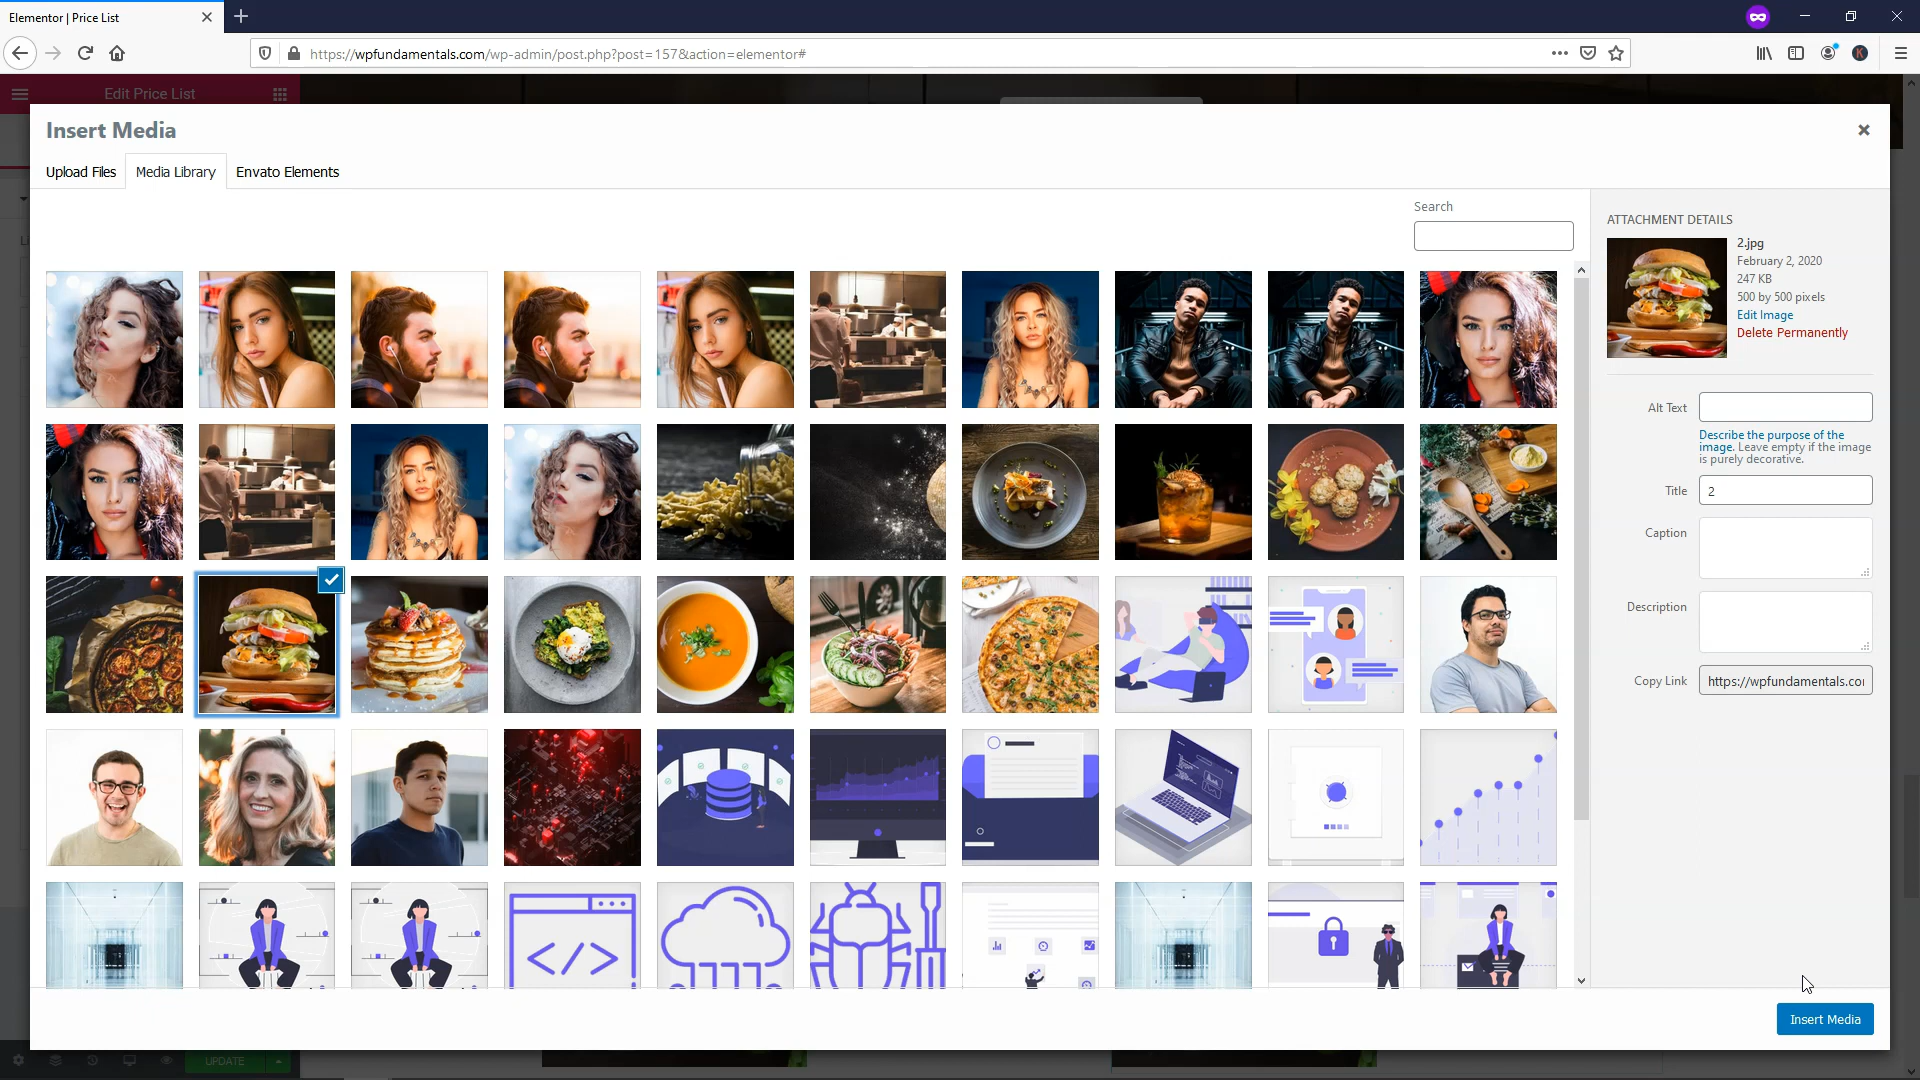 Elementor | Price List
https://wpfundamentals.com/wp-admin/post.php?post=157&action=elementor#
Edit Price List
Insert Media
Upload Files
Media Library
Envato Elements
Search
ATTACHMENT DETAILS
2.jpg
February 2, 2020
247 KB
500 by 500 pixels
Edit Image
Delete Permanently
Alt Text
Describe the purpose of the
image. Leave empty if the image
is purely decorative.
Title
2
Caption
Description
Copy Link
https://wpfundamentals.co
Insert Media
UPDATE